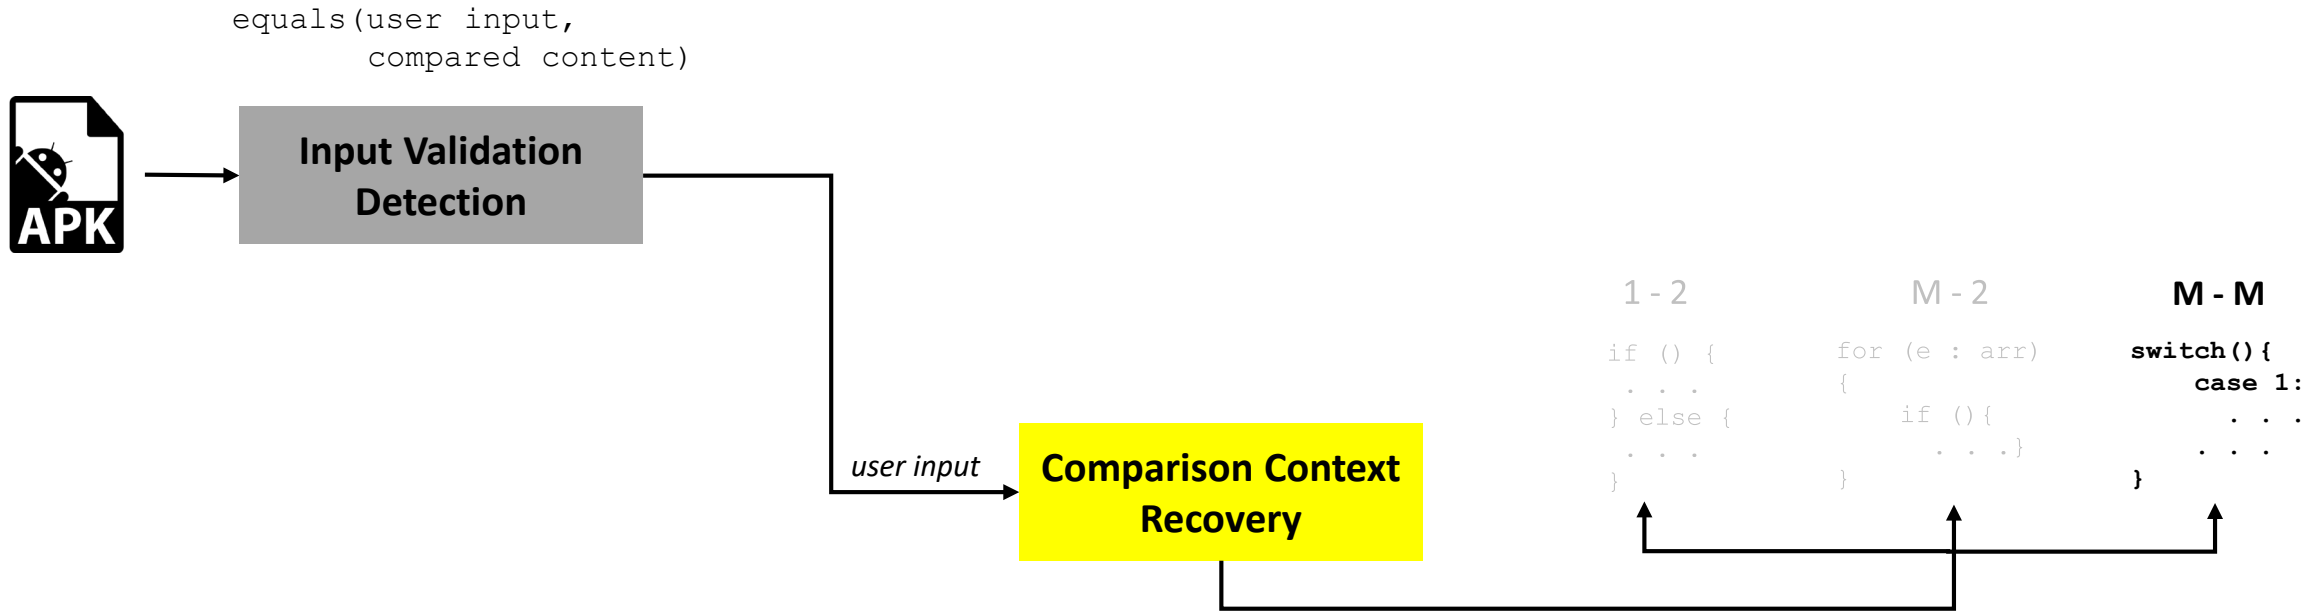 equals(user input,
compared content)
APK
Input Validation
Detection
user input
Comparison Context
Recovery
1 - 2
if () {
. . .
} else {
. . .
}
M - 2
for (e : arr)
{
if (){
. . .}
}
M - M
switch(){
case 1:
. . .
. . .
}